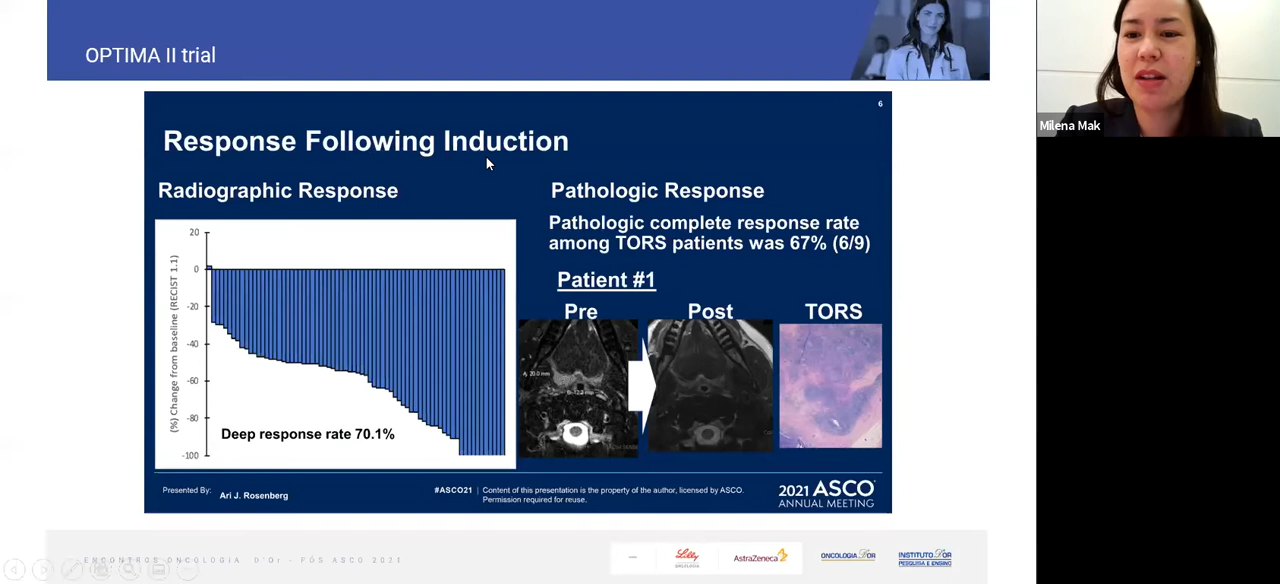 OPTIMA II trial
Milena Mak
6
Response Following Induction
Radiographic Response
Pathologic Response
Pathologic complete response rate
among TORS patients was 67% (6/9)
Patient #1
Pre
Post
TORS
(%) Change from baseline (RECIST 1.1)
20
0
-20
-40
-60
-80
-100
Deep response rate 70.1%
Presented By:
Ari J. Rosenberg
#ASCO21
Content of this presentation is the property of the author, licensed by ASCO.
Permission required for reuse.
2021 ASCO
ANNUAL MEETING
ENCONTROS ONCOLOGIA D'Or - PÓS ASCO 2021
Lilly
ONCOLOGIA
AstraZeneca
ONCOLOGIA D'OR
INSTITUTO D'OR
PESQUISA E ENSINO